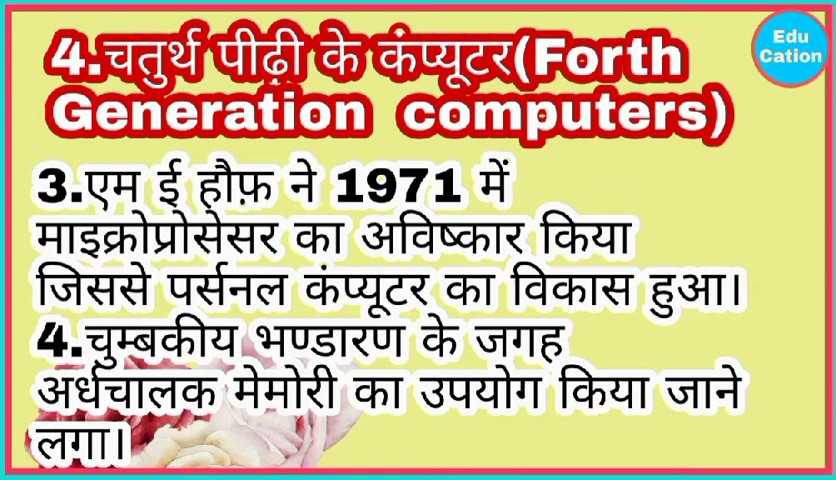 4.चतुर्थ पीढ़ी के कंप्यूटर(Forth
Generation computers)
Edu
Cation
3.एम ई हौफ़ ने 1971 में
माइक्रोप्रोसेसर का अविष्कार किया
जिससे पर्सनल कंप्यूटर का विकास हुआ।
4.चुम्बकीय भण्डारण के जगह
अर्धचालक मेमोरी का उपयोग किया जाने
लगा।